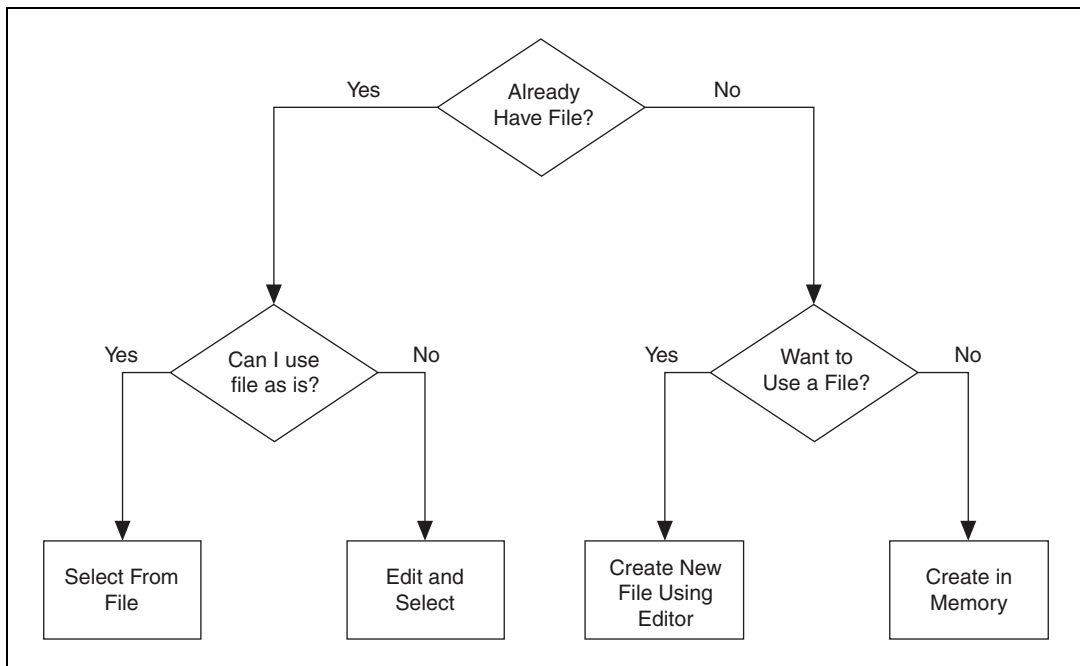 Already
Have File?
Yes
No
Can I use
file as is?
Yes
No
Want to
Use a File?
Yes
No
Select From
File
Edit and
Select
Create New
File Using
Editor
Create in
Memory